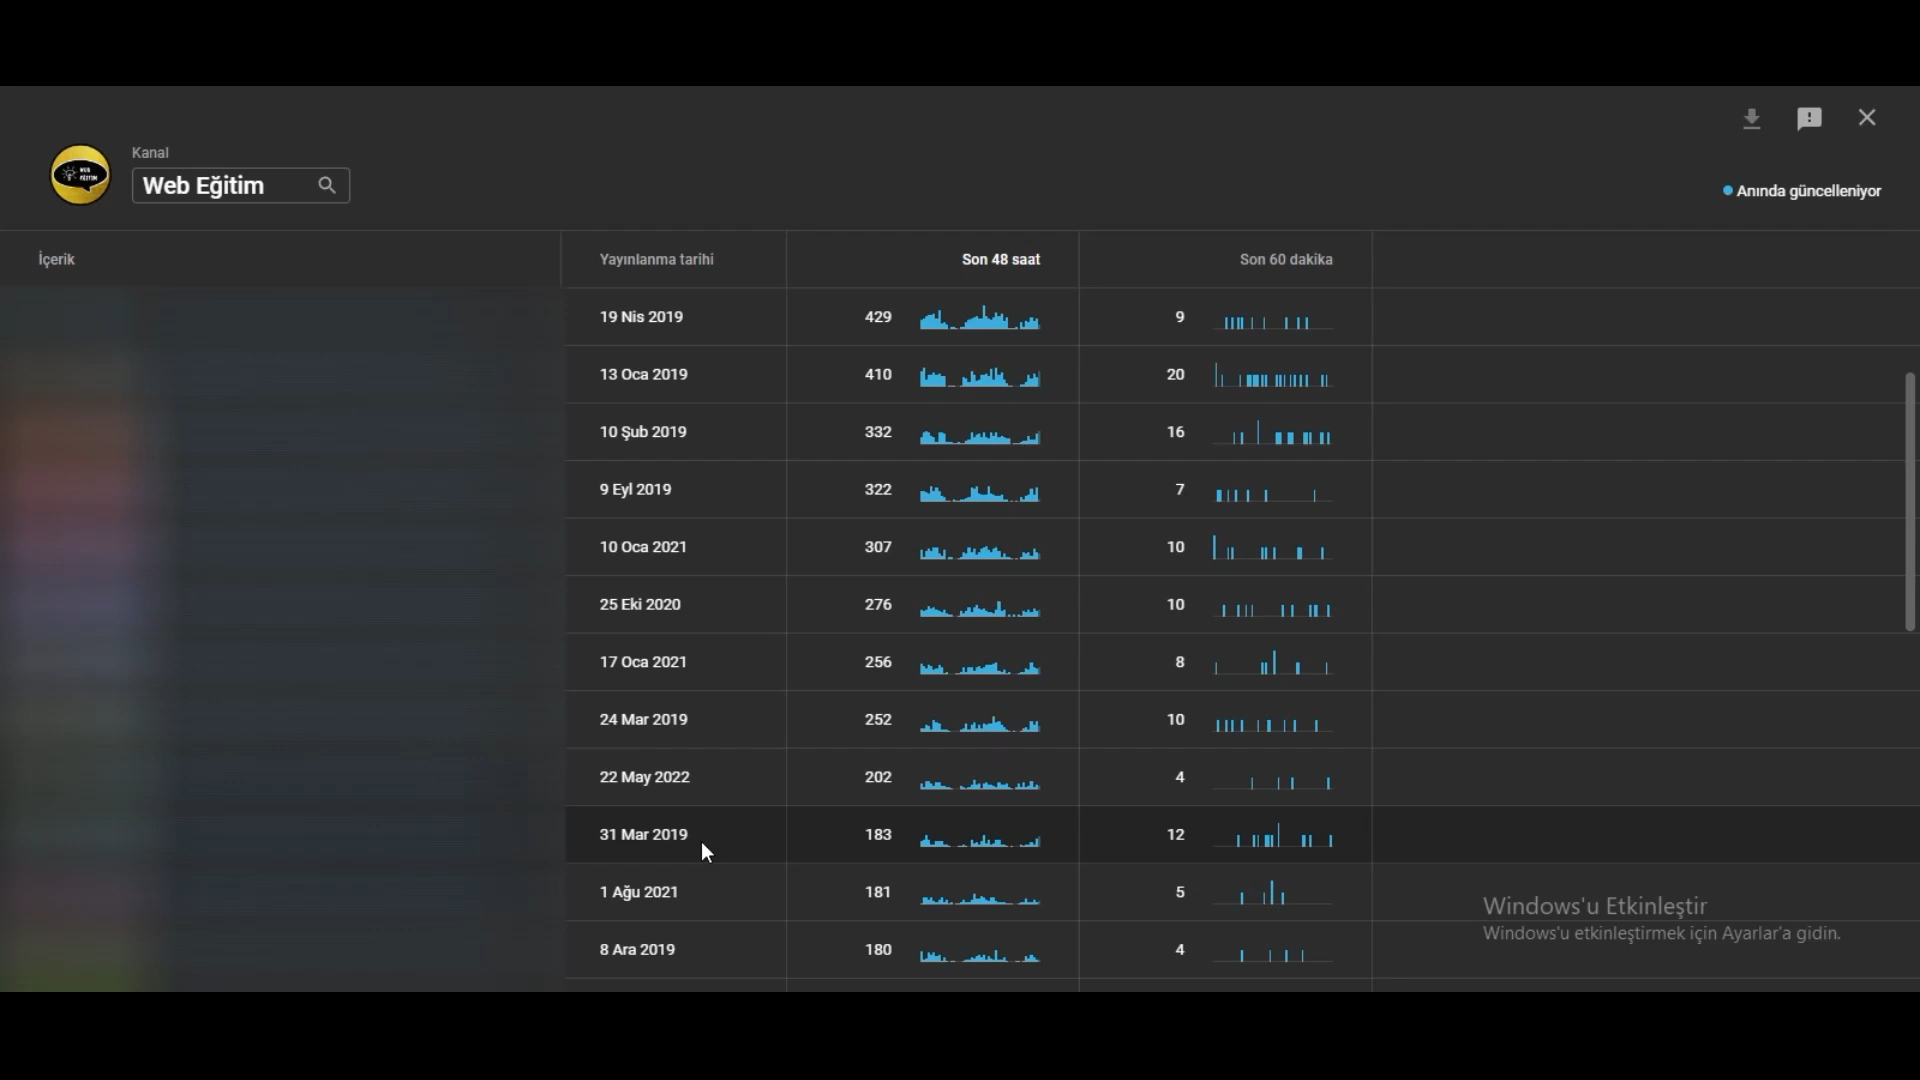 Kanal
Web Eğitim
Anında güncelleniyor
İçerik Yayınlanma tarihi Son 48 saat Son 60 dakika
19 Nis 2019 429 9
13 Oca 2019 410 20
10 Şub 2019 332 16
9 Eyl 2019 322 7
10 Oca 2021 307 10
25 Eki 2020 276 10
17 Oca 2021 256 8
24 Mar 2019 252 10
22 May 2022 202 4
31 Mar 2019 183 12
1 Ağu 2021 181 5
8 Ara 2019 180 4
Windows'u Etkinleştir
Windows'u etkinleştirmek için Ayarlar'a gidin.
WEB
EĞİTİM